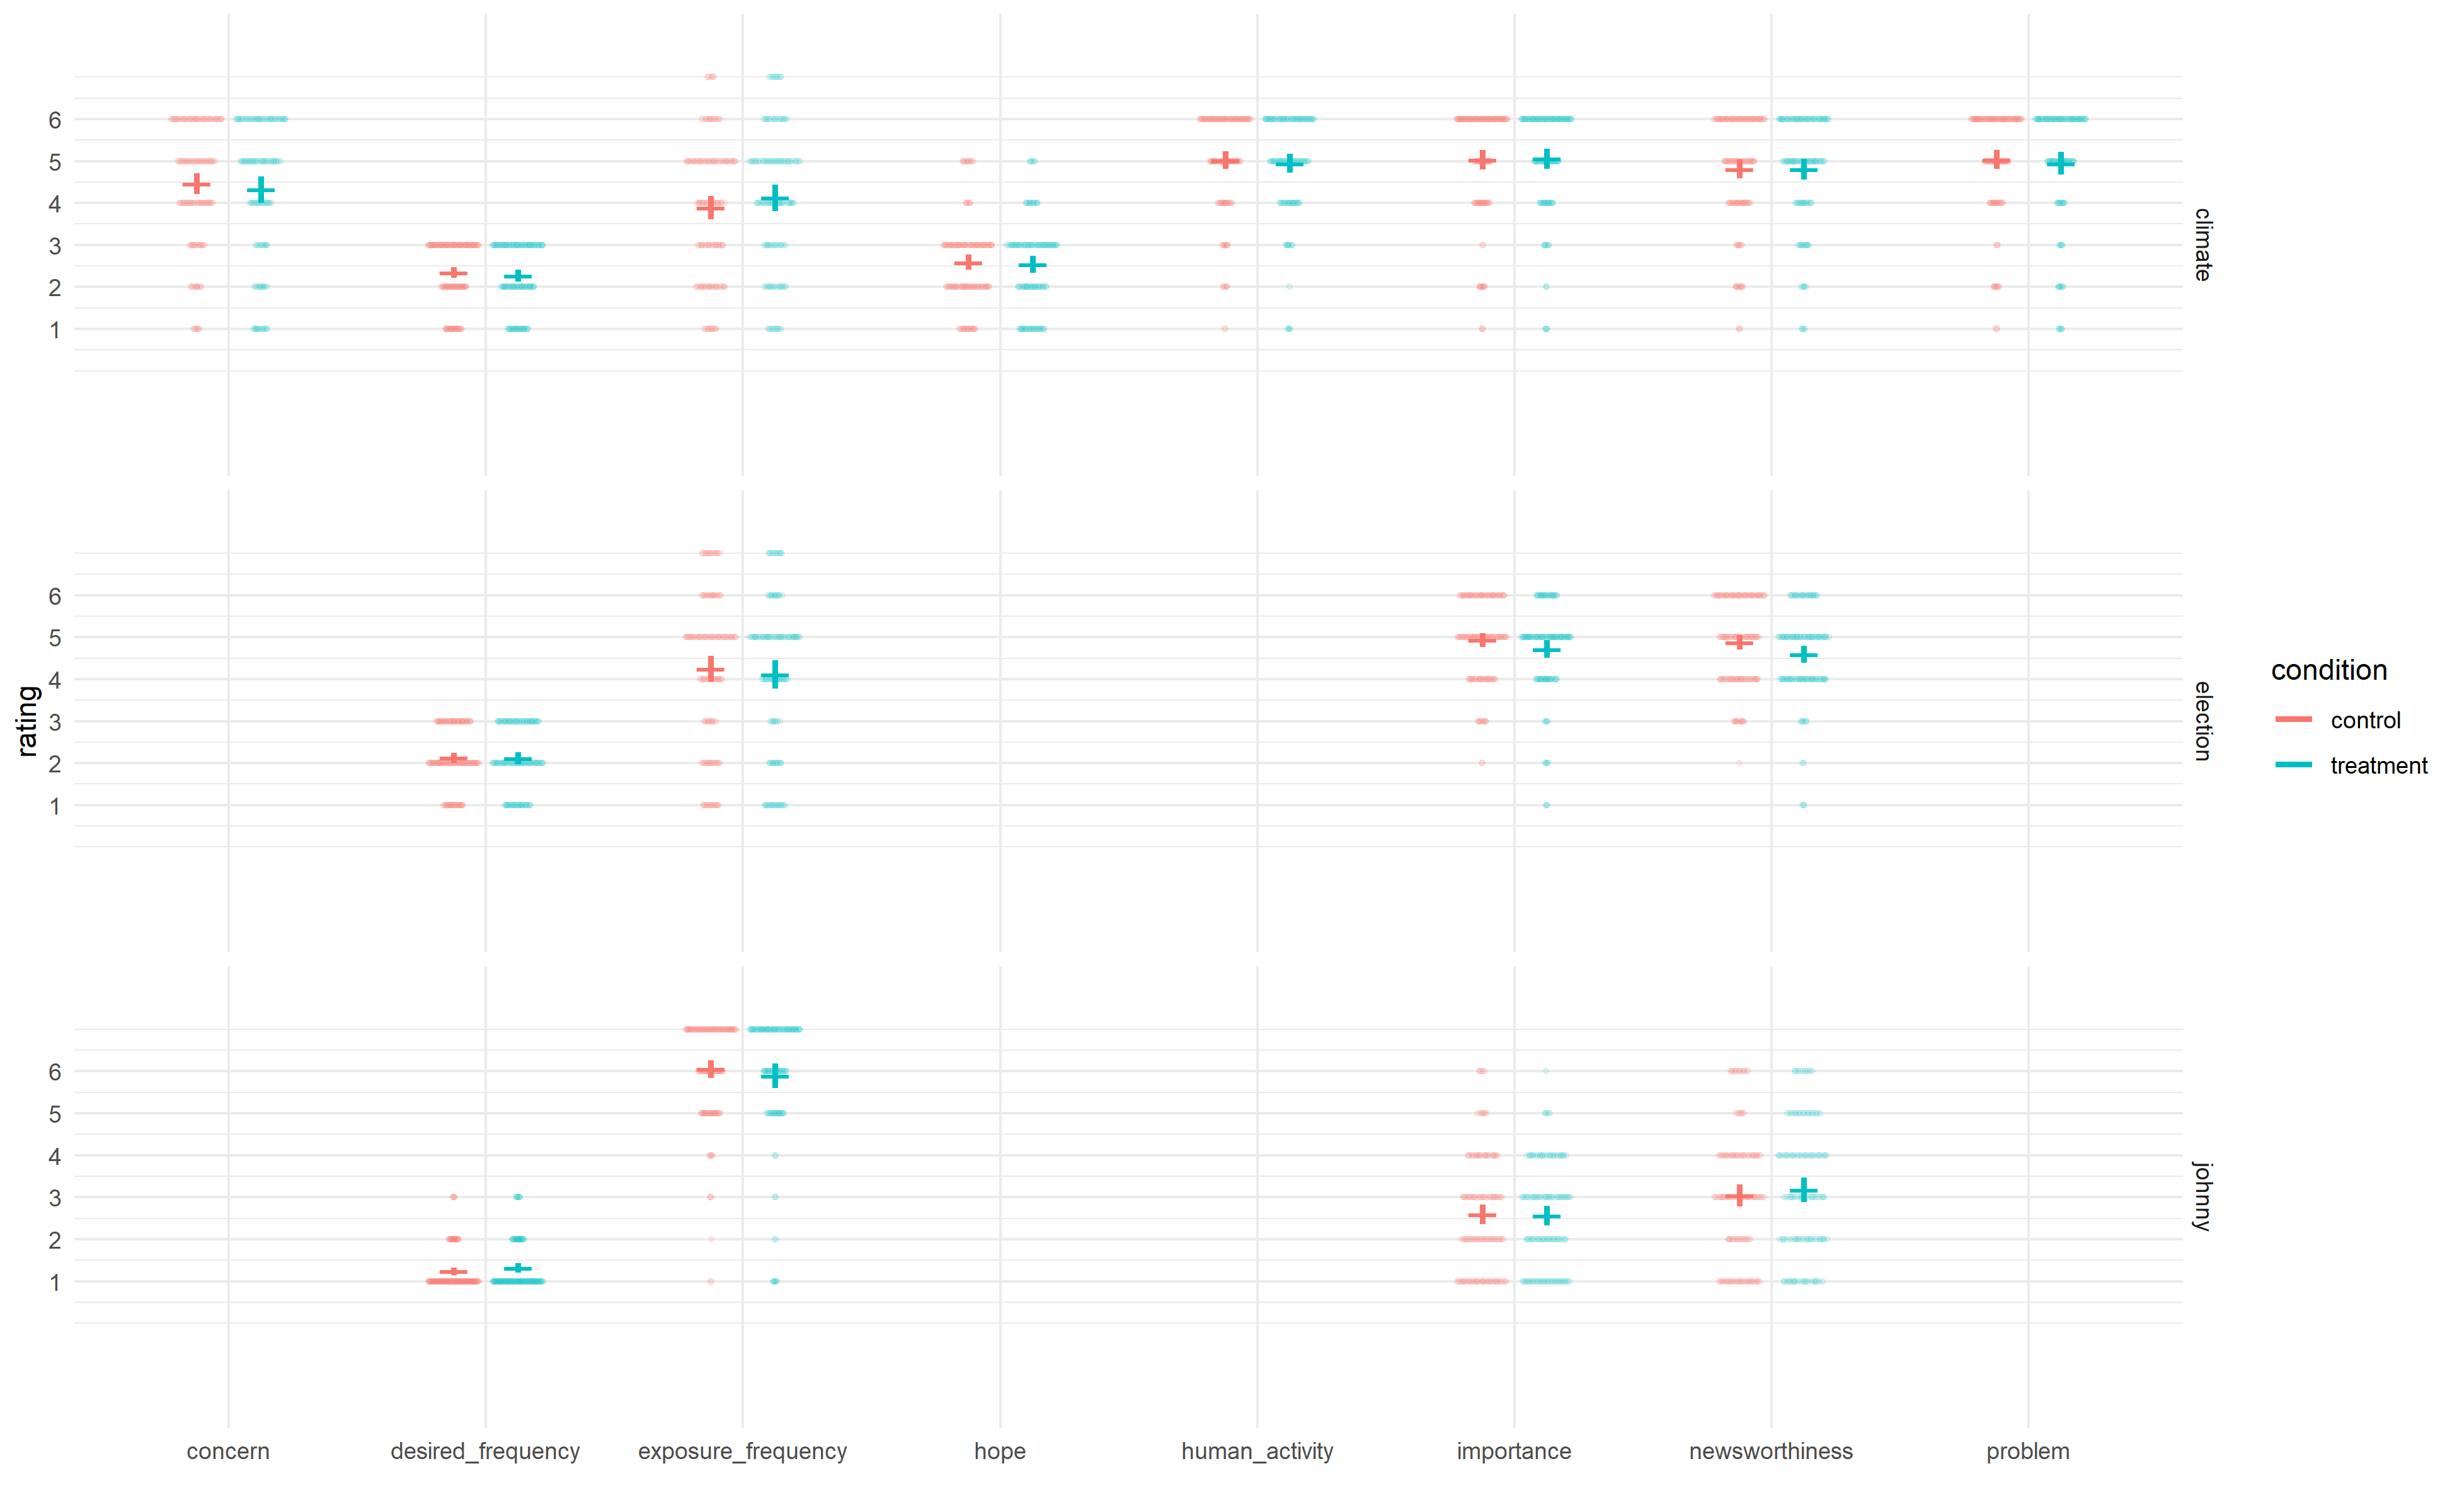 rating
6
5
4
3
2
1
climate
6
5
4
3
2
1
election
6
5
4
3
2
1
johnny
concern desired_frequency exposure_frequency hope human_activity importance newsworthiness problem
condition
control
treatment